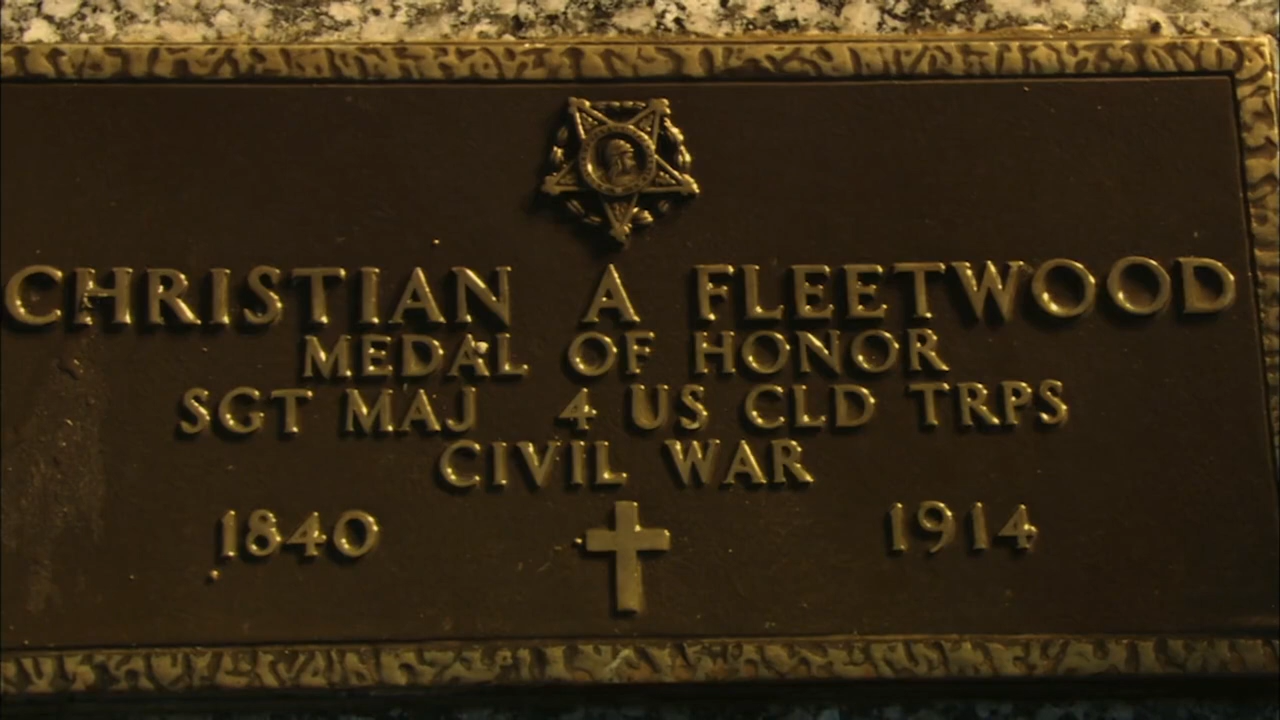 CHRISTIAN A FLEETWOOD
MEDAL OF HONOR
SGT MAJ 4 US CLD TRPS
CIVIL WAR
1840 1914